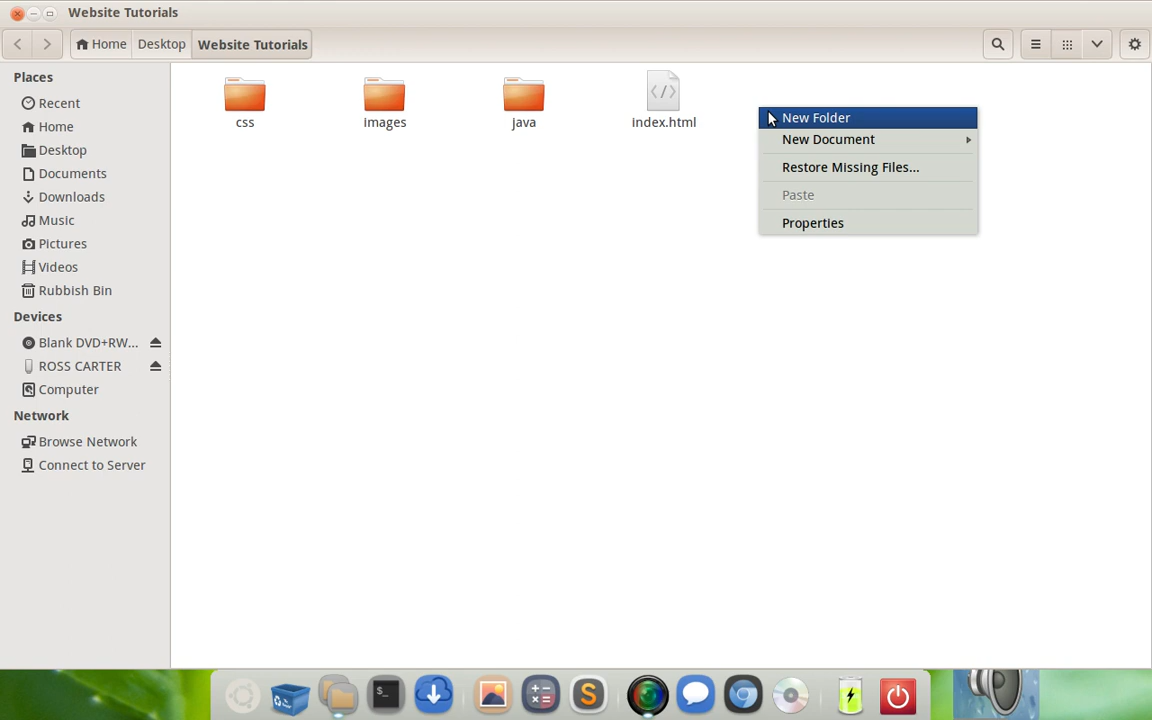 Website Tutorials
Home Desktop Website Tutorials
Places
Recent
Home
Desktop
Documents
Downloads
Music
Pictures
Videos
Rubbish Bin
Devices
Blank DVD+RW...
ROSS CARTER
Computer
Network
Browse Network
Connect to Server
css
images
java
index.html
New Folder
New Document
Restore Missing Files...
Paste
Properties